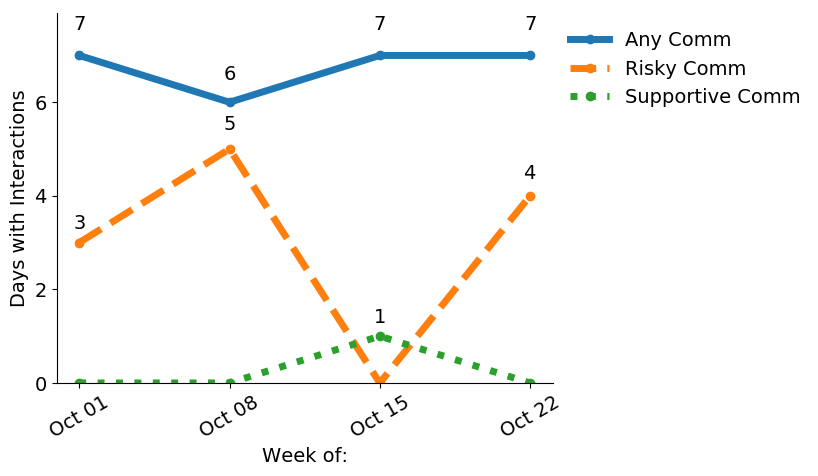 7
6
7
7
Any Comm
Risky Comm
Supportive Comm
5
3
4
1
Days with Interactions
6
4
2
0
Oct 01
Oct 08
Oct 15
Oct 22
Week of: